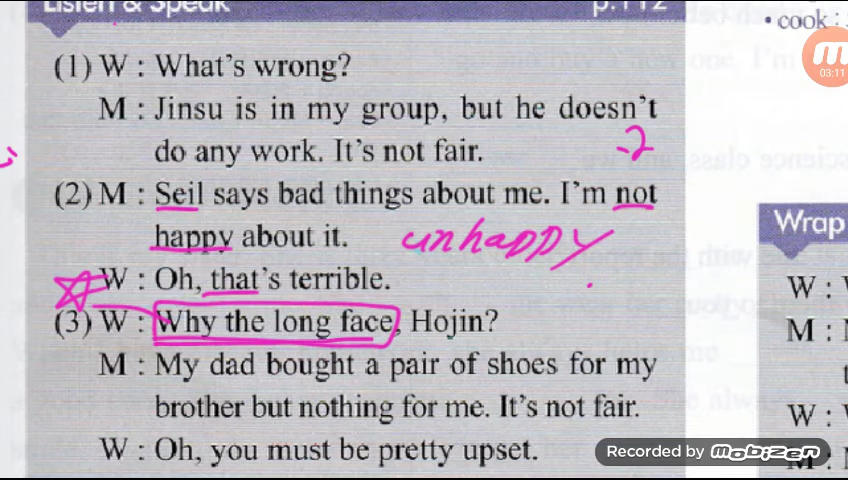 Listen & Speak
p.112
• cook :
03:11
(1) W : What's wrong?
M : Jinsu is in my group, but he doesn't
do any work. It's not fair.
(2) M : Seil says bad things about me. I'm not
happy about it.
unhappy
W : Oh, that's terrible.
(3) W : Why the long face, Hojin?
M : My dad bought a pair of shoes for my
brother but nothing for me. It's not fair.
W : Oh, you must be pretty upset.
Wrap
W :
M :
W :
M :
Recorded by Mobizen